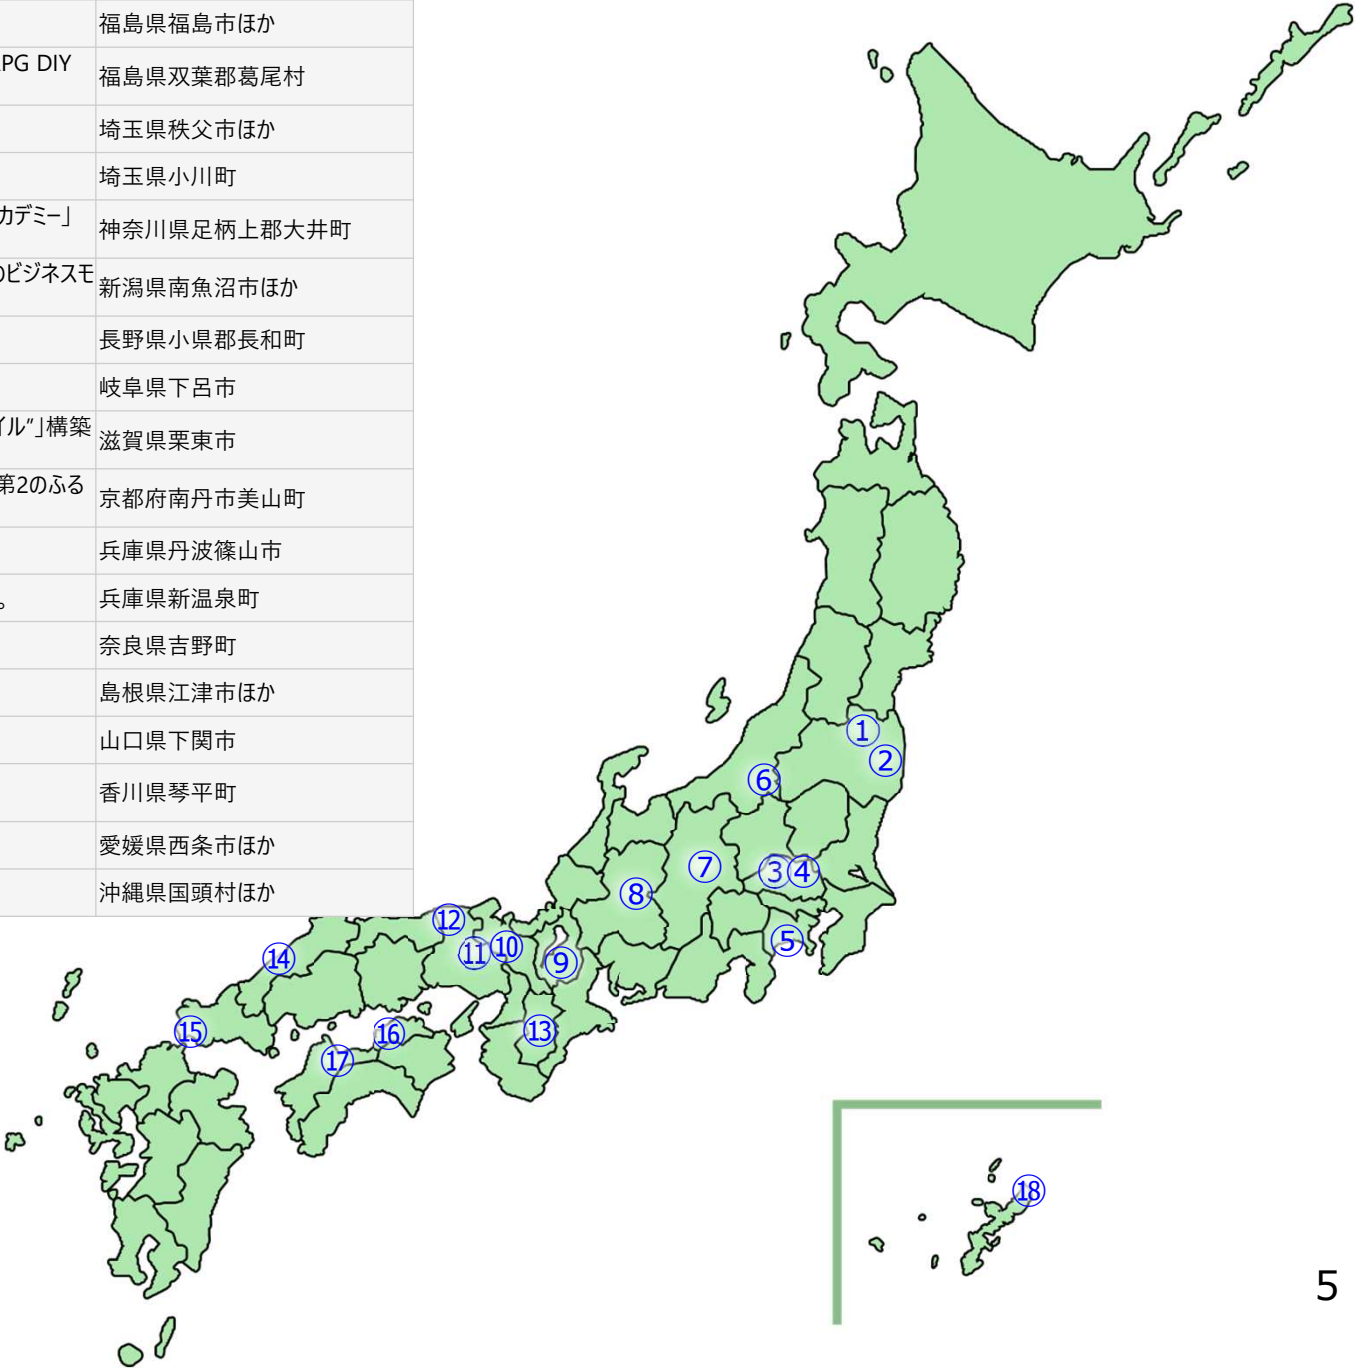 福島県福島市ほか
PG DIY
福島県双葉郡葛尾村
埼玉県秩父市ほか
埼玉県小川町
カデミー」
神奈川県足柄上郡大井町
のビジネスモ
新潟県南魚沼市ほか
長野県小県郡長和町
岐阜県下呂市
イル”」構築
滋賀県栗東市
第2のふる
京都府南丹市美山町
兵庫県丹波篠山市
。
兵庫県新温泉町
奈良県吉野町
島根県江津市ほか
山口県下関市
香川県琴平町
愛媛県西条市ほか
沖縄県国頭村ほか
①
②
⑥
⑦
③ ④
⑧
⑫
⑤
⑪ ⑩
⑨
⑭
⑮
⑯
⑬
⑰
⑱
5